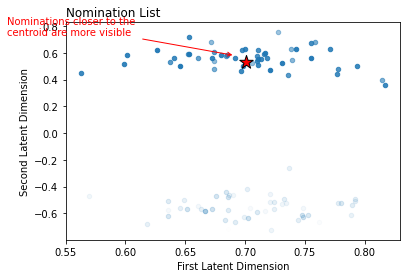 Nomination List
Nominations closer to the
centroid are more visible
0.8
0.6
0.4
0.2
0.0
−0.2
−0.4
−0.6
Second Latent Dimension
0.55
0.60
0.65
0.70
0.75
0.80
First Latent Dimension